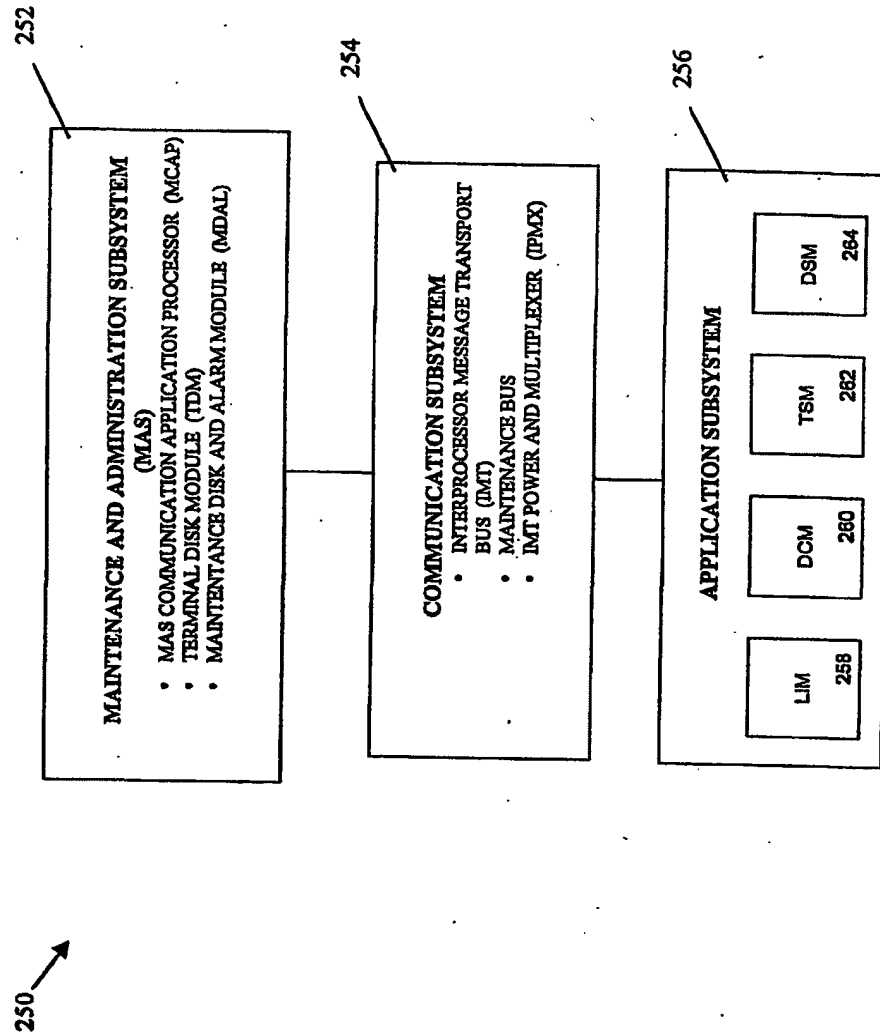 250
252
MAINTENANCE AND ADMINISTRATION SUBSYSTEM
(MAS)
• MAS COMMUNICATION APPLICATION PROCESSOR (MCAP)
• TERMINAL DISK MODULE (TDM)
• MAINTENTANCE DISK AND ALARM MODULE (MDAL)
254
COMMUNICATION SUBSYSTEM
• INTERPROCESSOR MESSAGE TRANSPORT
BUS (IMT)
• MAINTENANCE BUS
• IMT POWER AND MULTIPLEXER (IPMX)
256
APPLICATION SUBSYSTEM
LIM
258
DCM
260
TSM
262
DSM
264